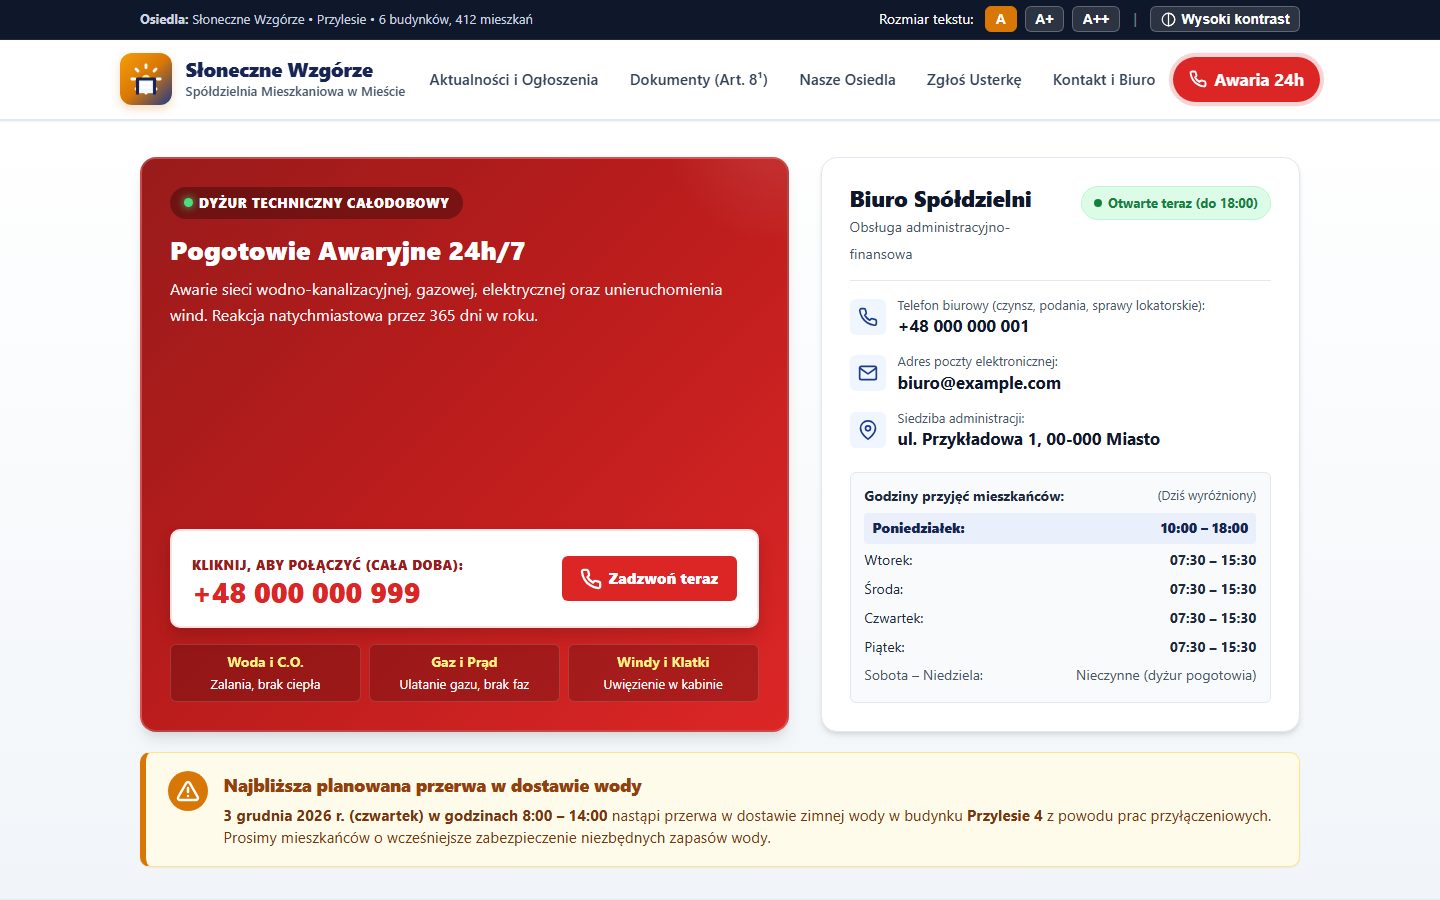 Osiedla: Słoneczne Wzgórze • Przylesie • 6 budynków, 412 mieszkań
Rozmiar tekstu: A A+ A++ | Wysoki kontrast
Słoneczne Wzgórze
Spółdzielnia Mieszkaniowa w Mieście
Aktualności i Ogłoszenia Dokumenty (Art. 8¹) Nasze Osiedla Zgłoś Usterkę Kontakt i Biuro Awaria 24h
DYŻUR TECHNICZNY CAŁODOBOWY
Pogotowie Awaryjne 24h/7
Awarie sieci wodno-kanalizacyjnej, gazowej, elektrycznej oraz unieruchomienia
wind. Reakcja natychmiastowa przez 365 dni w roku.
KLIKNIJ, ABY POŁĄCZYĆ (CAŁA DOBA):
+48 000 000 999
Zadzwoń teraz
Woda i C.O.
Zalania, brak ciepła
Gaz i Prąd
Ulatanie gazu, brak faz
Windy i Klatki
Uwięzienie w kabinie
Biuro Spółdzielni
Obsługa administracyjno-
finansowa
Otwarte teraz (do 18:00)
Telefon biurowy (czynsz, podania, sprawy lokatorskie):
+48 000 000 001
Adres poczty elektronicznej:
biuro@example.com
Siedziba administracji:
ul. Przykładowa 1, 00-000 Miasto
Godziny przyjęć mieszkańców: (Dziś wyróżniony)
Poniedziałek: 10:00 – 18:00
Wtorek: 07:30 – 15:30
Środa: 07:30 – 15:30
Czwartek: 07:30 – 15:30
Piątek: 07:30 – 15:30
Sobota – Niedziela: Nieczynne (dyżur pogotowia)
Najbliższa planowana przerwa w dostawie wody
3 grudnia 2026 r. (czwartek) w godzinach 8:00 – 14:00 nastąpi przerwa w dostawie zimnej wody w budynku Przylesie 4 z powodu prac przyłączeniowych.
Prosimy mieszkańców o wcześniejsze zabezpieczenie niezbędnych zapasów wody.